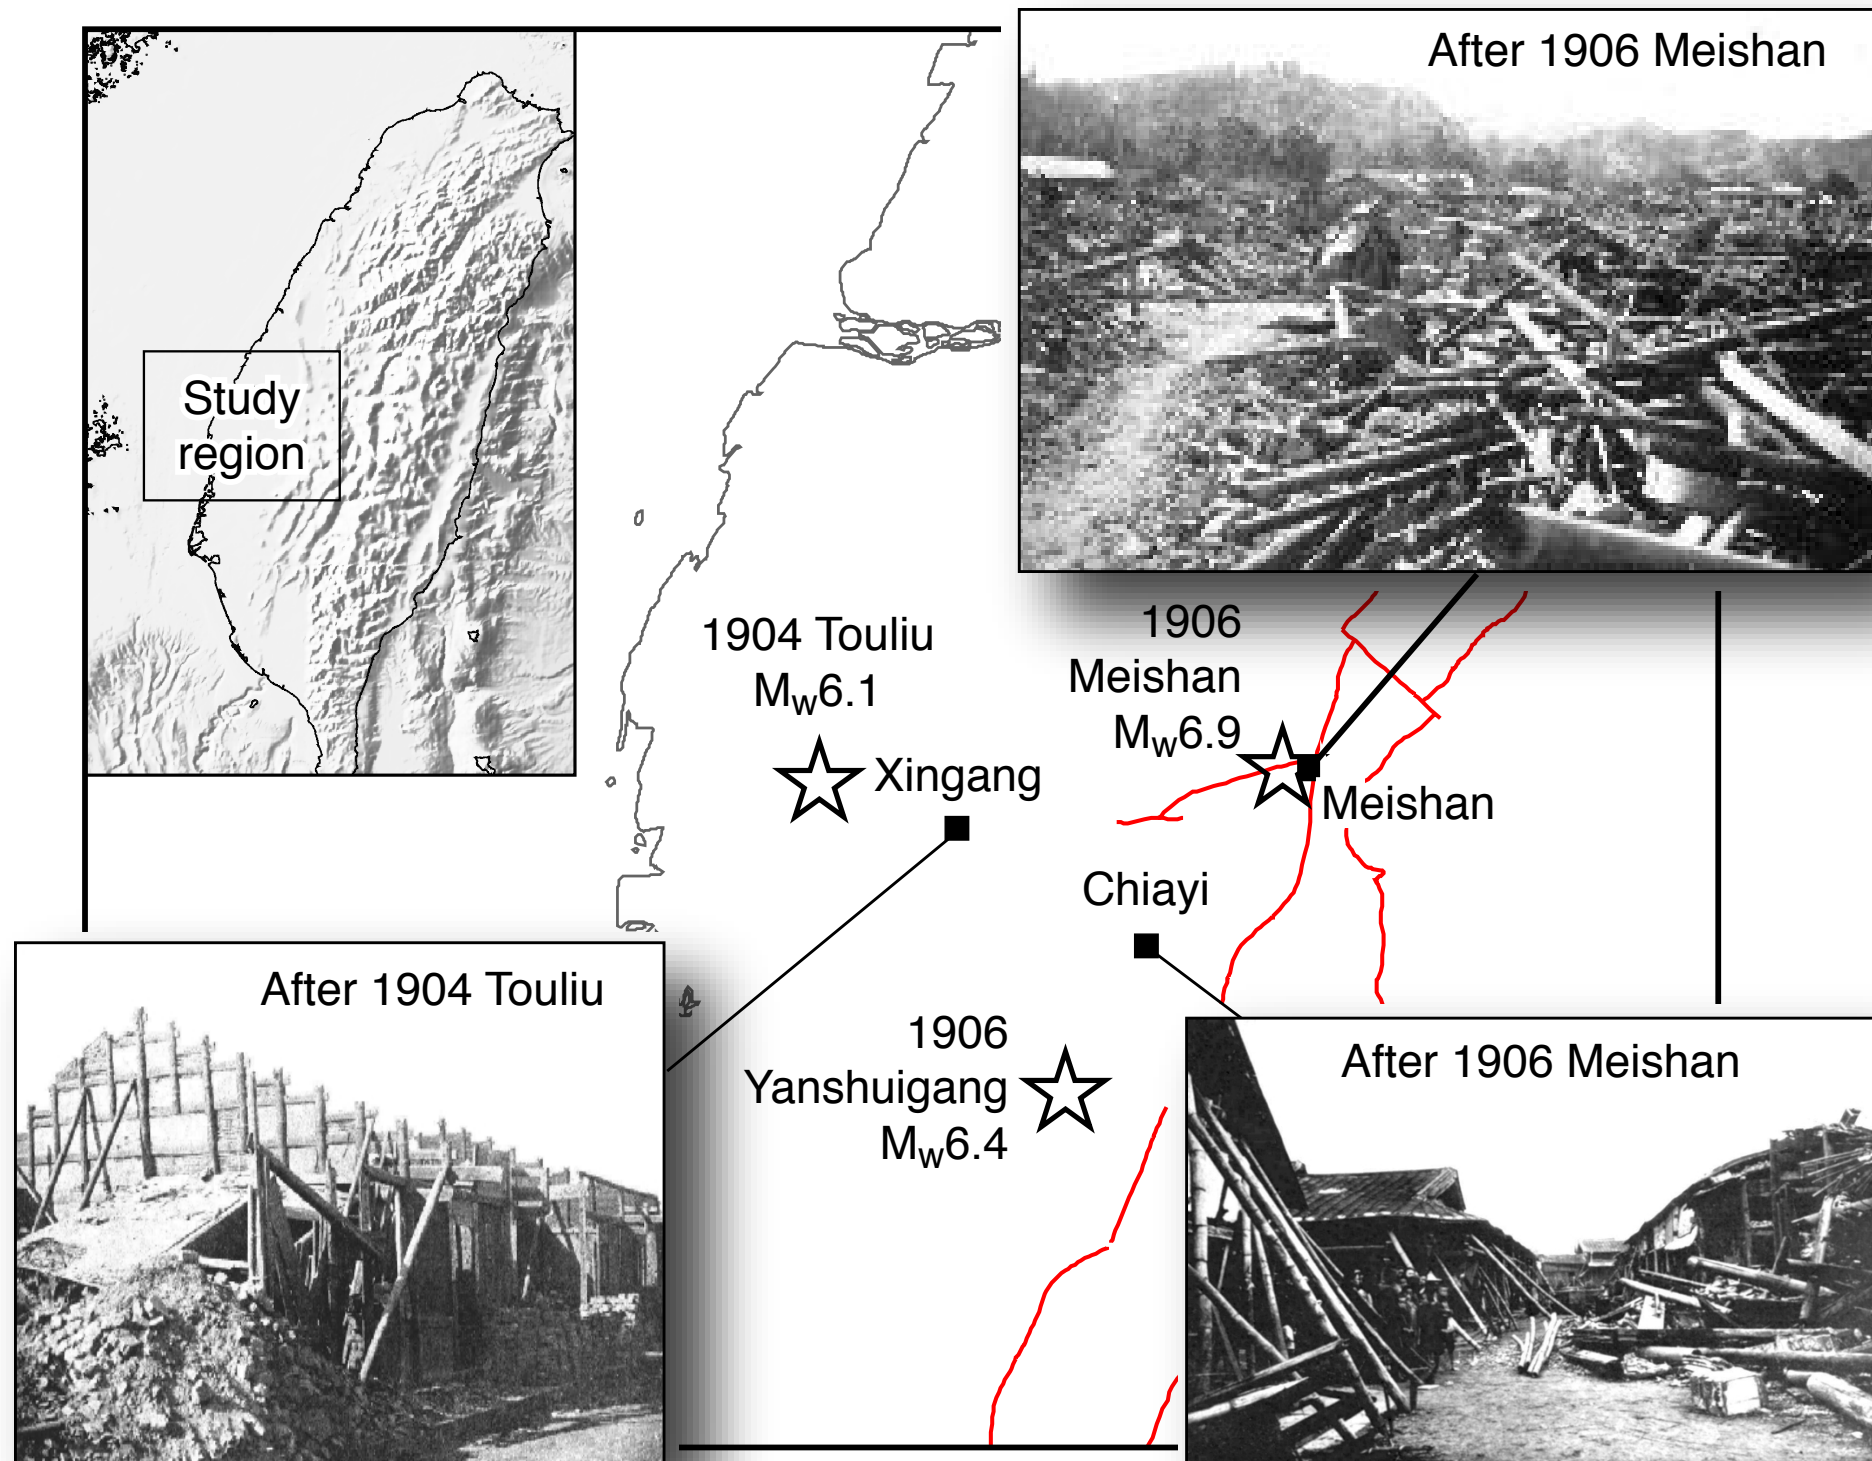 After 1906 Meishan
Study
region
1904 Touliu
Mw6.1
1906
Meishan
Mw6.9
Xingang
Meishan
Chiayi
After 1904 Touliu
1906
Yanshuigang
Mw6.4
After 1906 Meishan